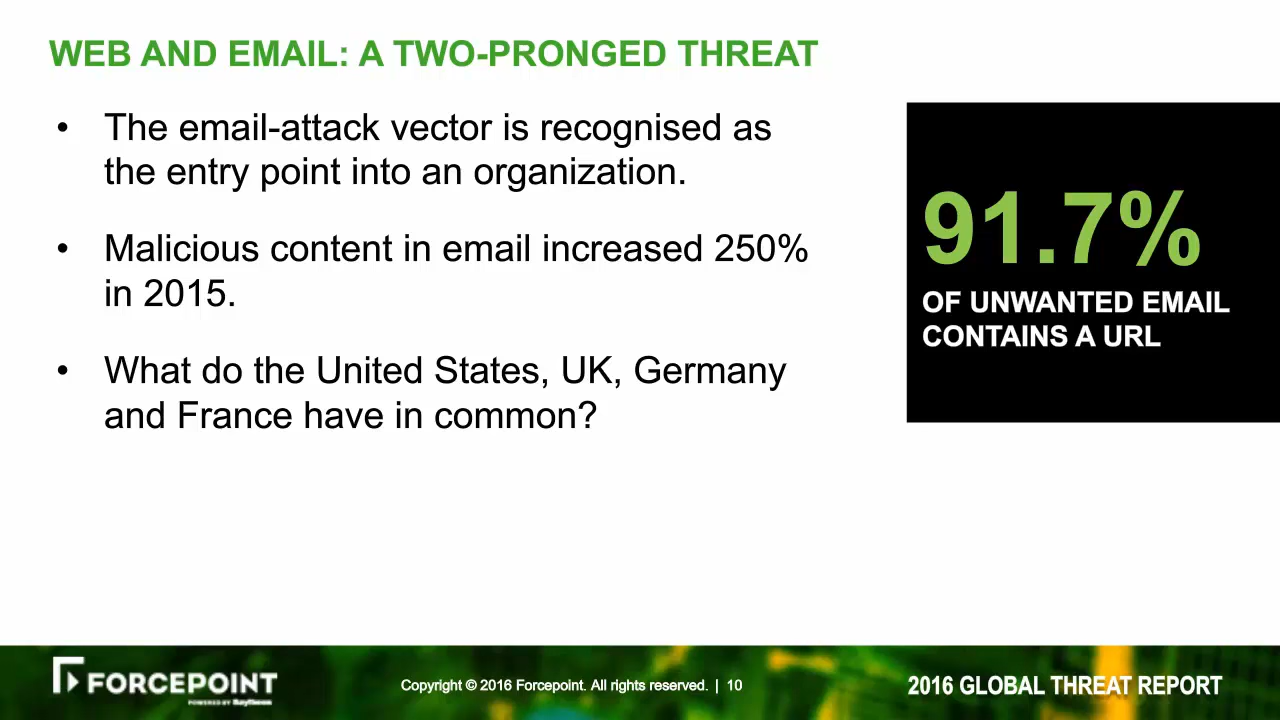 WEB AND EMAIL: A TWO-PRONGED THREAT
• The email-attack vector is recognised as
the entry point into an organization.
• Malicious content in email increased 250%
in 2015.
• What do the United States, UK, Germany
and France have in common?
91.7%
OF UNWANTED EMAIL
CONTAINS A URL
FORCEPOINT
POWERED BY Raytheon
Copyright © 2016 Forcepoint. All rights reserved. | 10
2016 GLOBAL THREAT REPORT